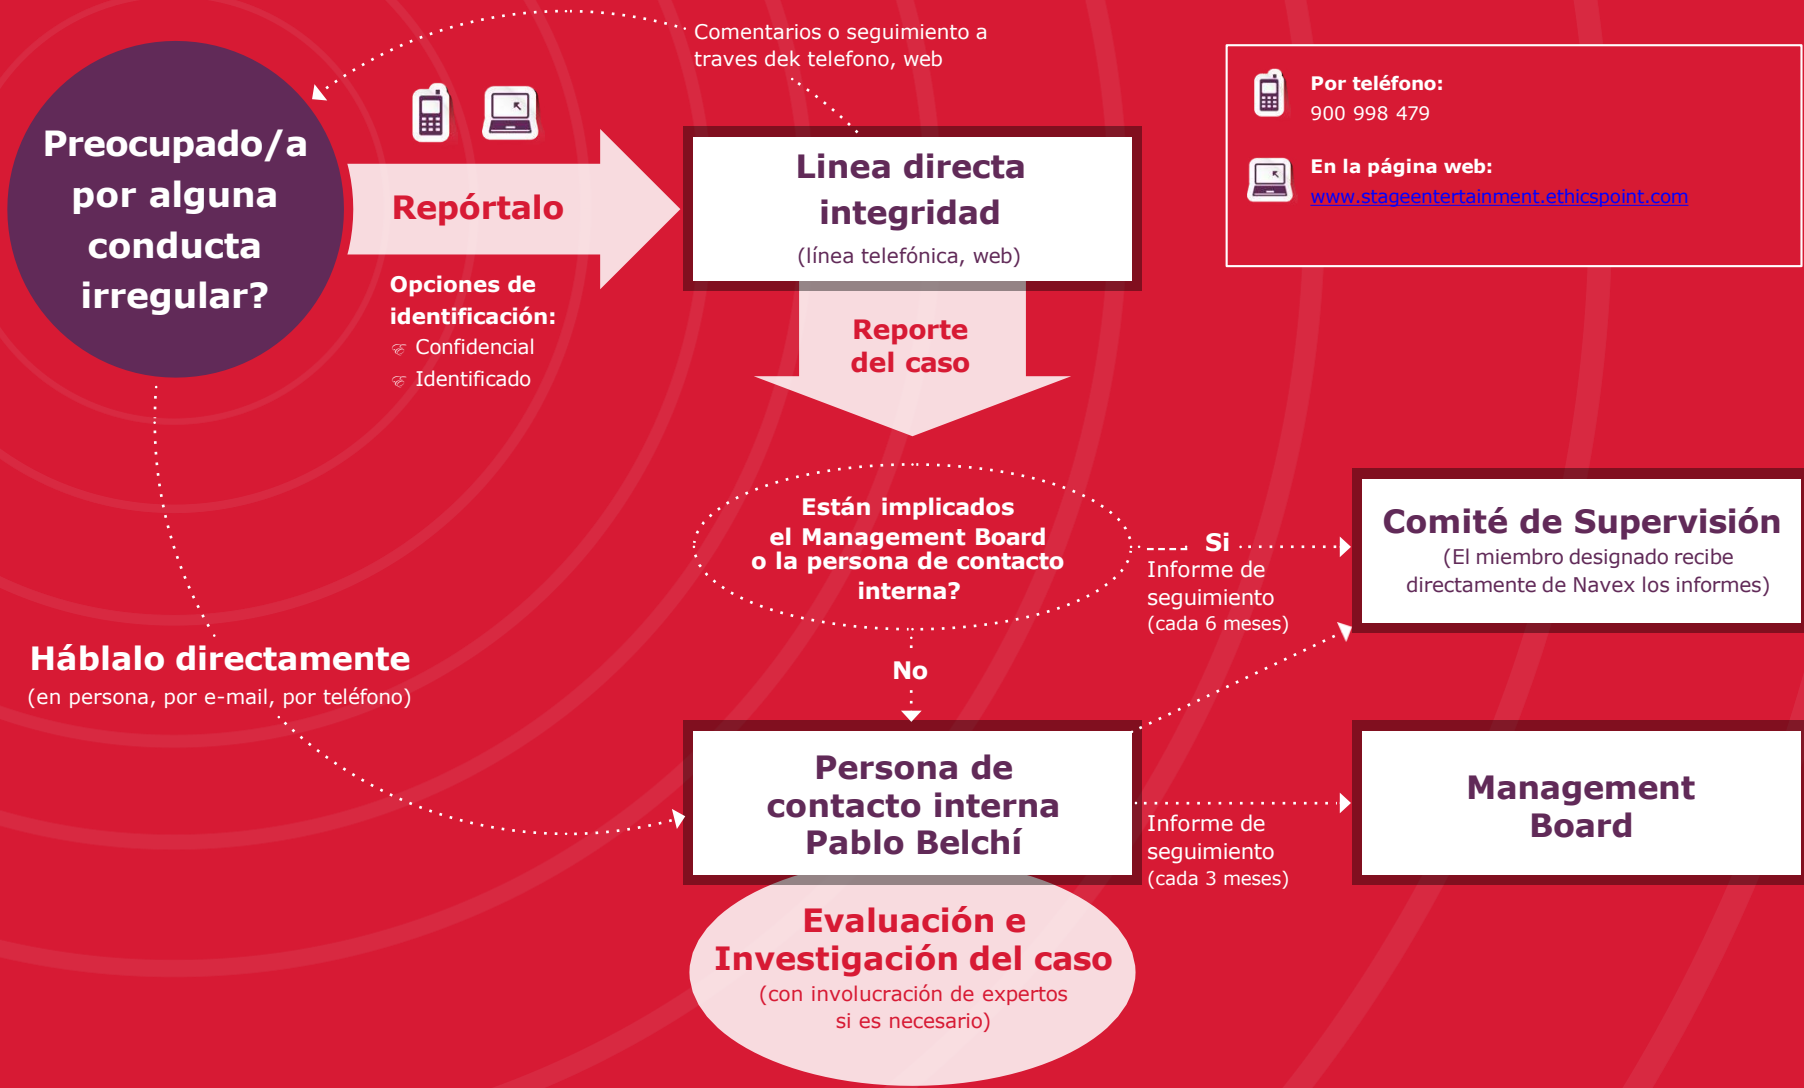 Comentarios o seguimiento a
traves dek telefono, web
Por teléfono:
900 998 479
En la página web:
www.stageentertainment.ethicspoint.com
Preocupado/a
por alguna
conducta
irregular?
Repórtalo
Opciones de
identificación:
Confidencial
Identificado
Linea directa
integridad
(línea telefónica, web)
Reporte
del caso
Están implicados
el Management Board
o la persona de contacto
interna?
Si
Informe de
seguimiento
(cada 6 meses)
Comité de Supervisión
(El miembro designado recibe
directamente de Navex los informes)
No
Háblalo directamente
(en persona, por e-mail, por teléfono)
Persona de
contacto interna
Pablo Belchí
Informe de
seguimiento
(cada 3 meses)
Management
Board
Evaluación e
Investigación del caso
(con involucración de expertos
si es necesario)